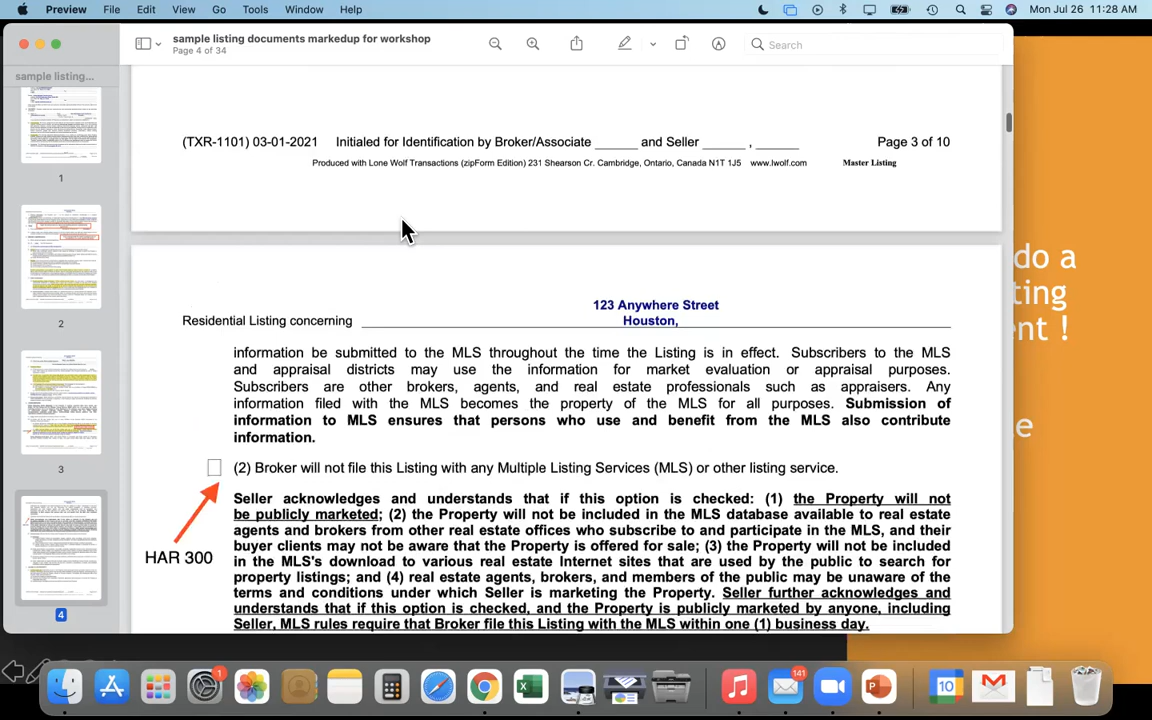 Preview File Edit View Go Tools Window Help Mon Jul 26 11:28 AM
sample listing documents markedup for workshop
Page 4 of 34
Search
sample listing...
1
2
3
4
(TXR-1101) 03-01-2021 Initialed for Identification by Broker/Associate ______ and Seller ______ , ______ Page 3 of 10
Produced with Lone Wolf Transactions (zipForm Edition) 231 Shearson Cr. Cambridge, Ontario, Canada N1T 1J5 www.lwolf.com Master Listing
123 Anywhere Street
Residential Listing concerning Houston,
information be submitted to the MLS throughout the time the Listing is in effect. Subscribers to the MLS
and appraisal districts may use the information for market evaluation or appraisal purposes.
Subscribers are other brokers, agents, and real estate professionals such as appraisers. Any
information filed with the MLS becomes the property of the MLS for all purposes. Submission of
information to MLS ensures that persons who use and benefit from the MLS also contribute
information.
(2) Broker will not file this Listing with any Multiple Listing Services (MLS) or other listing service.
Seller acknowledges and understands that if this option is checked: (1) the Property will not
be publicly marketed; (2) the Property will not be included in the MLS database available to real estate
agents and brokers from other real estate offices who subscribe to and participate in the MLS, and their
buyer clients may not be aware that the Property is offered for sale; (3) the Property will not be included
in the MLS's download to various real estate Internet sites that are used by the public to search for
property listings; and (4) real estate agents, brokers, and members of the public may be unaware of the
terms and conditions under which Seller is marketing the Property. Seller further acknowledges and
understands that if this option is checked, and the Property is publicly marketed by anyone, including
Seller, MLS rules require that Broker file this Listing with the MLS within one (1) business day.
HAR 300
do a
ting
ent !
e
1
141
10